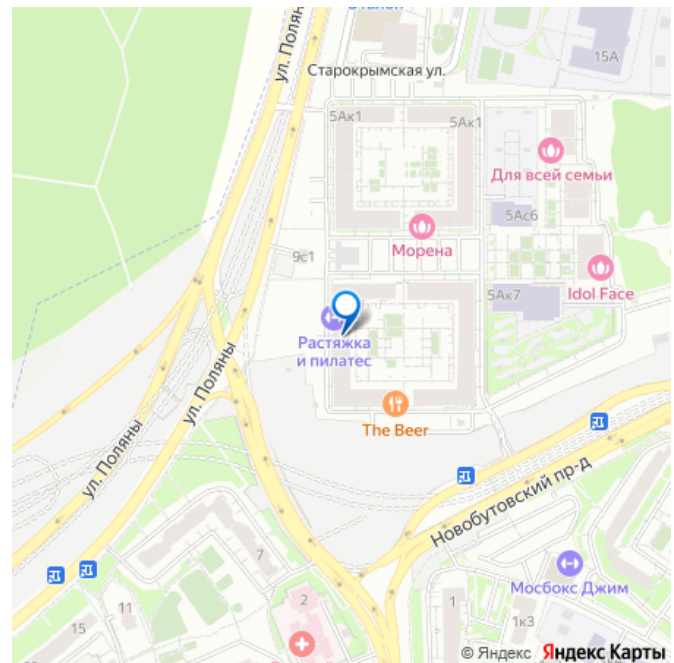 ул. Поляны
15А
Старокрымская ул.
5Ак1
5Ак1
Для всей семьи
5Ас6
Морена
9с1
Idol Face
5Ак7
Растяжка
и пилатес
ул. Поляны
The Beer
ул. Поляны
Новобутовский пр-д
7
Мосбокс Джим
2
1
11
1к3
15
© Яндекс Яндекс Карты